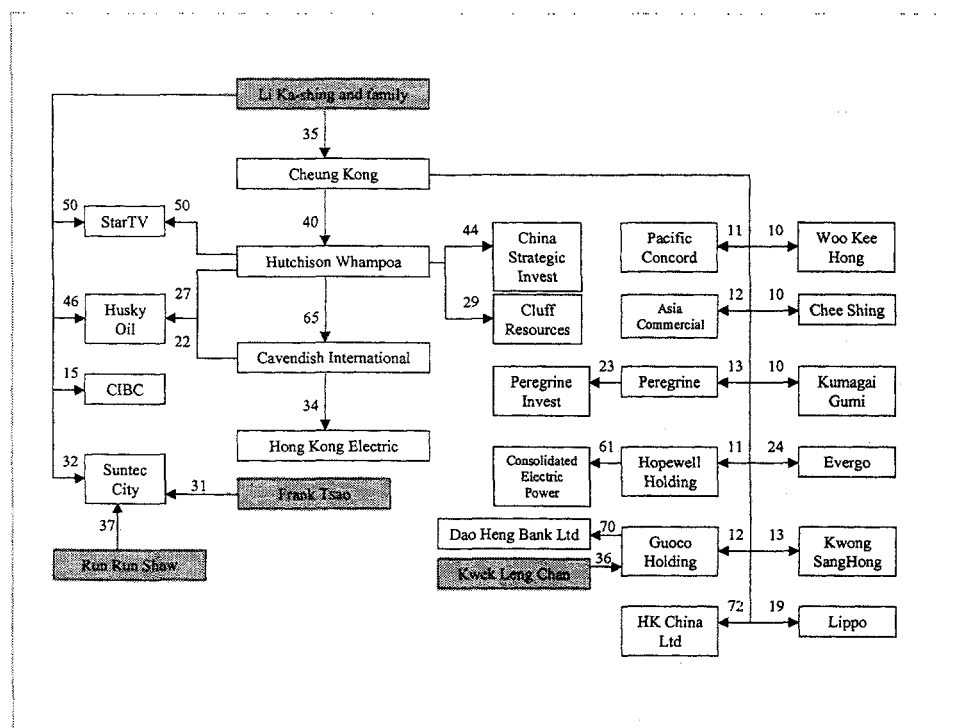 Li Ka-shing and family
35
Cheung Kong
50
StarTV
50
40
44
China
Strategic
Invest
11
Pacific
Concord
10
Woo Kee
Hong
Hutchison Whampoa
46
Husky
Oil
27
22
65
29
Cluff
Resources
12
Asia
Commercial
10
Chee Shing
Cavendish International
15
CIBC
34
Peregrine
Invest
23
Peregrine
13
10
Kumagai
Gumi
Hong Kong Electric
32
Suntec
City
31
Frank Tsao
Consolidated
Electric
Power
61
Hopewell
Holding
11
24
Evergo
37
Run Run Shaw
Dao Heng Bank Ltd
70
Kwek Leng Chan
36
Guoco
Holding
12
13
Kwong
SangHong
HK China
Ltd
72
19
Lippo